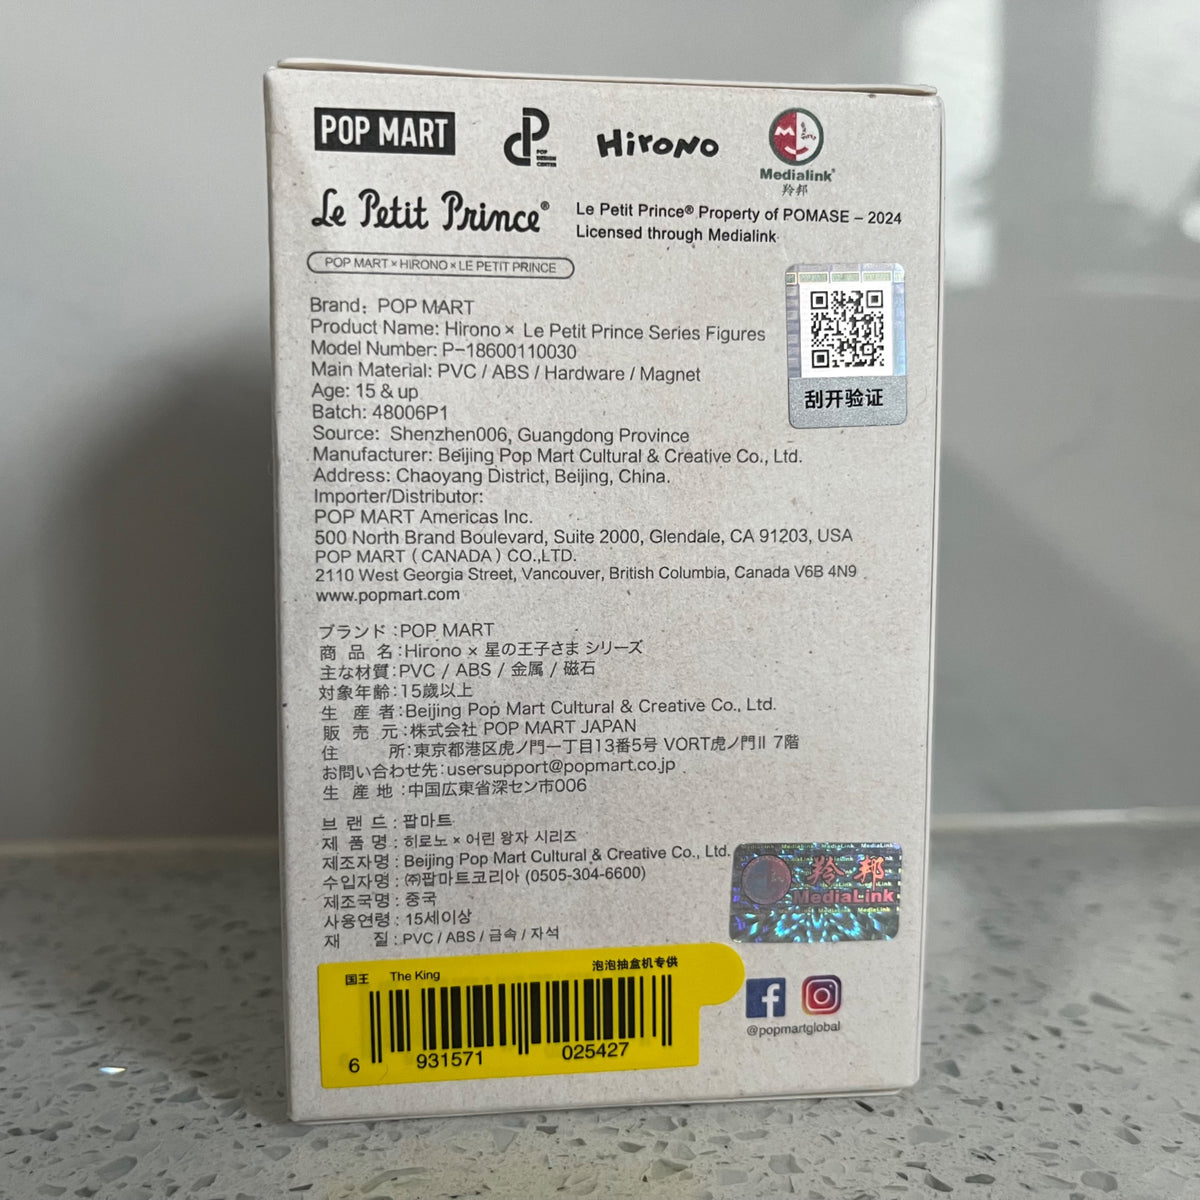 POP MART
POP DESIGN CENTER
Hirono
Medialink®
羚邦
Le Petit Prince®
Le Petit Prince® Property of POMASE – 2024
Licensed through Medialink
POP MART × HIRONO × LE PETIT PRINCE
Brand: POP MART
Product Name: Hirono × Le Petit Prince Series Figures
Model Number: P-18600110030
Main Material: PVC / ABS / Hardware / Magnet
Age: 15 & up
Batch: 48006P1
Source: Shenzhen006, Guangdong Province
Manufacturer: Beijing Pop Mart Cultural & Creative Co., Ltd.
Address: Chaoyang District, Beijing, China.
Importer/Distributor:
POP MART Americas Inc.
500 North Brand Boulevard, Suite 2000, Glendale, CA 91203, USA
POP MART ( CANADA ) CO.,LTD.
2110 West Georgia Street, Vancouver, British Columbia, Canada V6B 4N9
www.popmart.com
刮开验证
ブランド :POP MART
商 品 名 :Hirono × 星の王子さま シリーズ
主な材質 :PVC / ABS / 金属 / 磁石
対象年齢 :15歳以上
生 産 者 :Beijing Pop Mart Cultural & Creative Co., Ltd.
販 売 元 :株式会社 POP MART JAPAN
住 所 :東京都港区虎ノ門一丁目13番5号 VORT虎ノ門II 7階
お問い合わせ先 :usersupport@popmart.co.jp
生 産 地 :中国広東省深セン市006
브 랜 드 : 팝마트
제 품 명 : 히로노 × 어린 왕자 시리즈
제조자명 : Beijing Pop Mart Cultural & Creative Co., Ltd.
수입자명 : ㈜팝마트코리아 (0505-304-6600)
제조국명 : 중국
사용연령 : 15세이상
재 질 : PVC / ABS / 금속 / 자석
羚邦
MediaLink
国王 The King 泡泡抽盒机专供
6 931571 025427
@popmartglobal